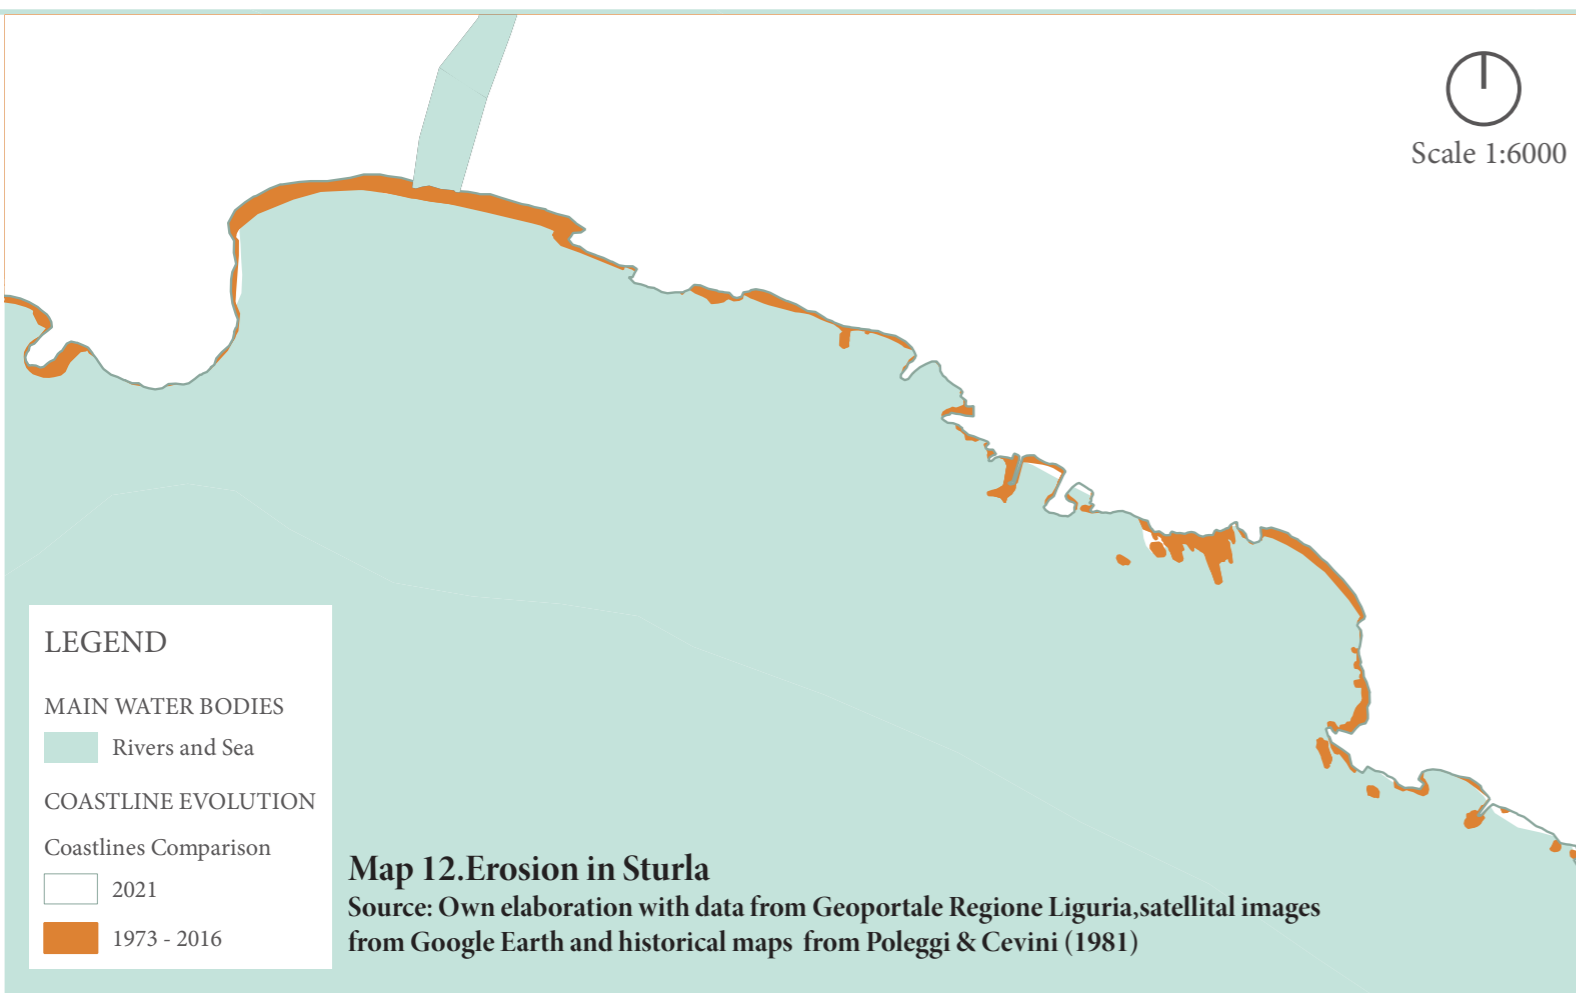 Scale 1:6000
LEGEND
MAIN WATER BODIES
Rivers and Sea
COASTLINE EVOLUTION
Coastlines Comparison
2021
1973 - 2016
Map 12.Erosion in Sturla
Source: Own elaboration with data from Geoportale Regione Liguria,satellital images
from Google Earth and historical maps from Poleggi & Cevini (1981)